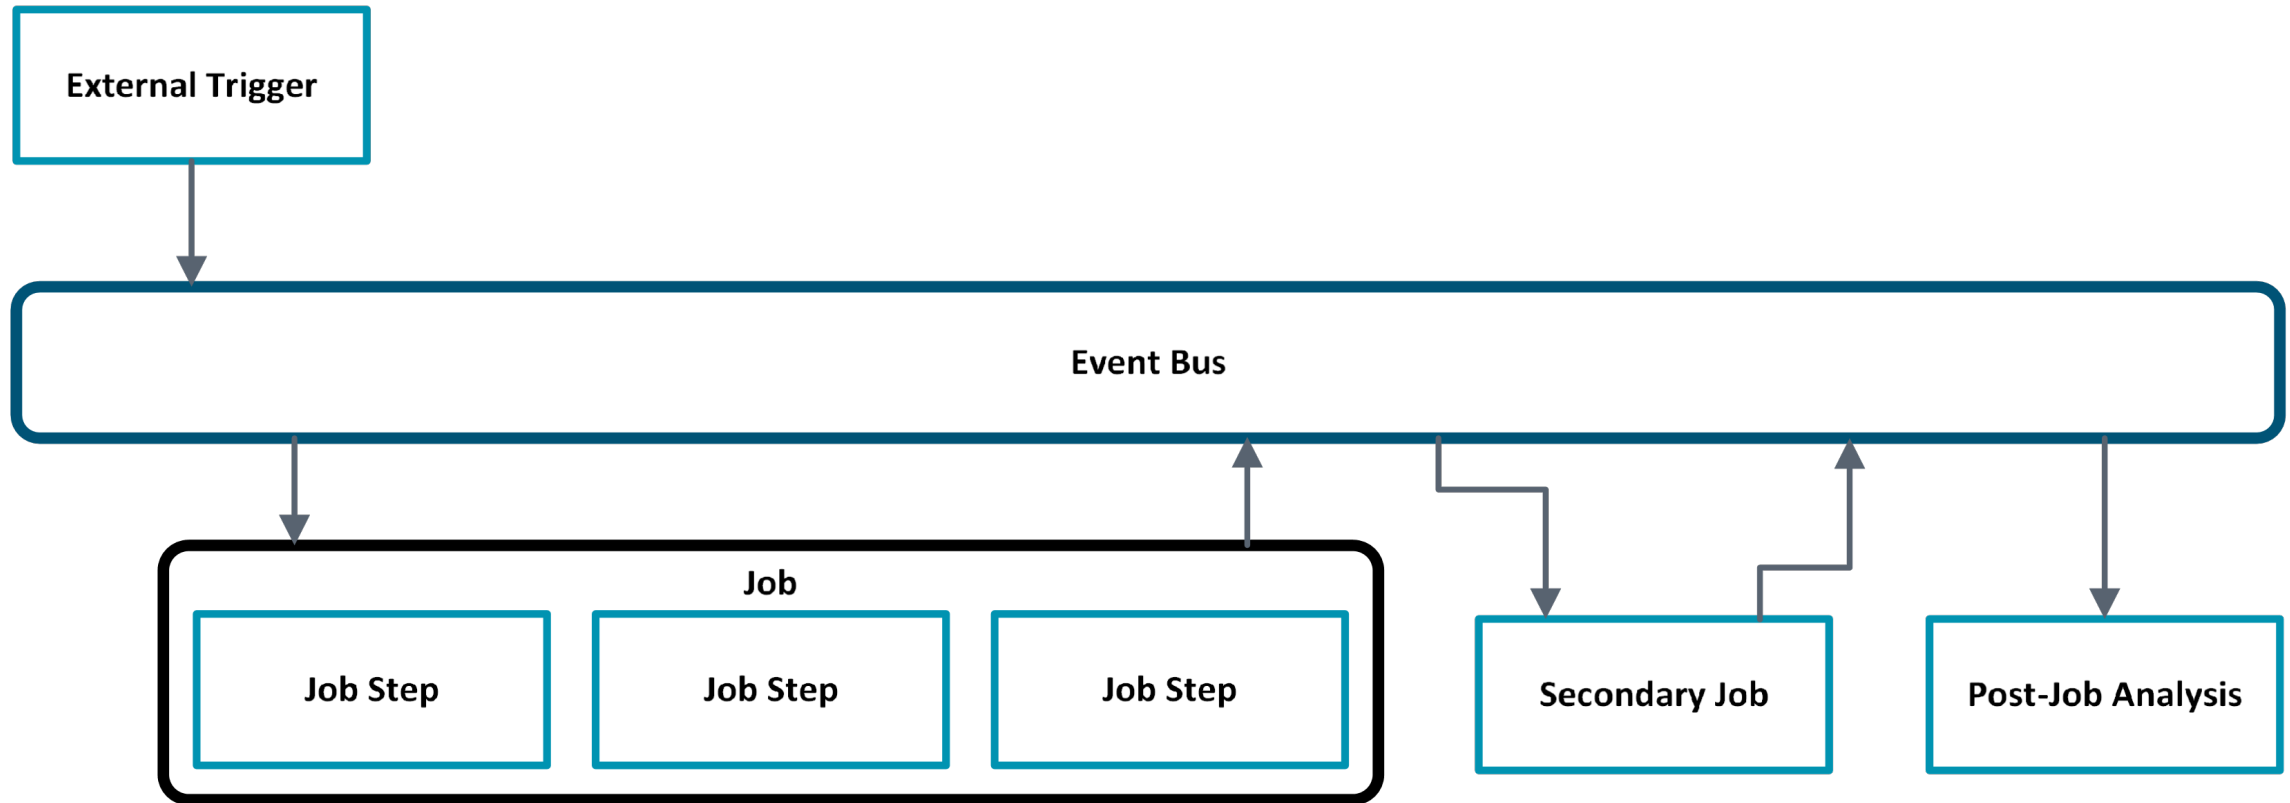 External Trigger
Event Bus
Job
Job Step
Job Step
Job Step
Secondary Job
Post-Job Analysis